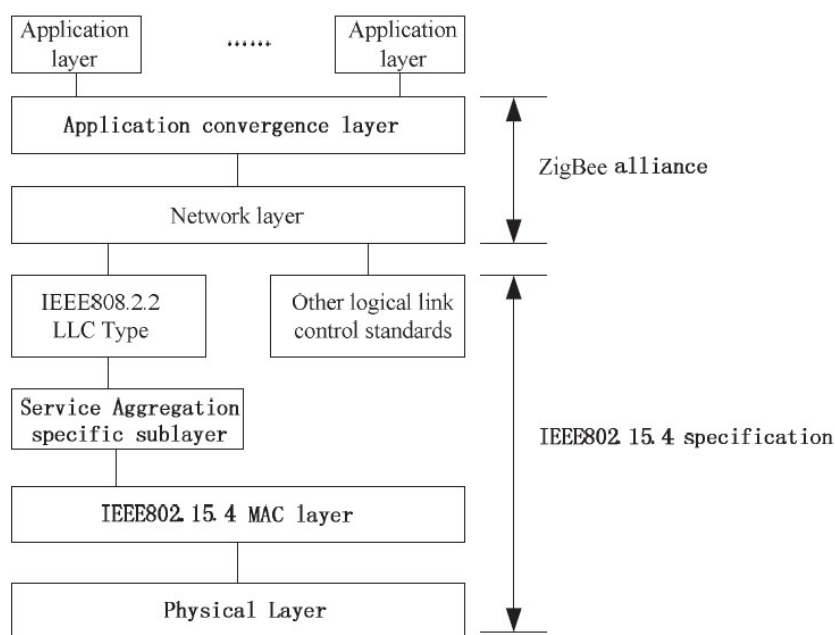 Application
layer
......
Application
layer
Application convergence layer
ZigBee alliance
Network layer
IEEE808.2.2
LLC Type
Other logical link
control standards
Service Aggregation
specific sublayer
IEEE802.15.4 specification
IEEE802.15.4 MAC layer
Physical Layer